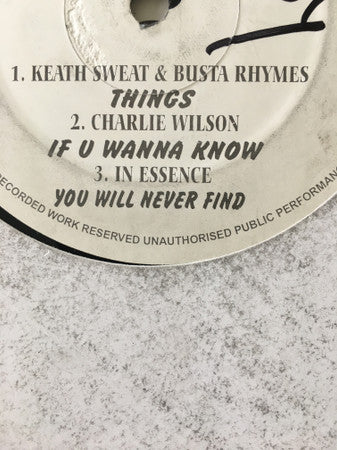 1. KEATH SWEAT & BUSTA RHYMES
THINGS
2. CHARLIE WILSON
IF U WANNA KNOW
3. IN ESSENCE
YOU WILL NEVER FIND
RECORDED WORK RESERVED UNAUTHORISED PUBLIC PERFORMAN